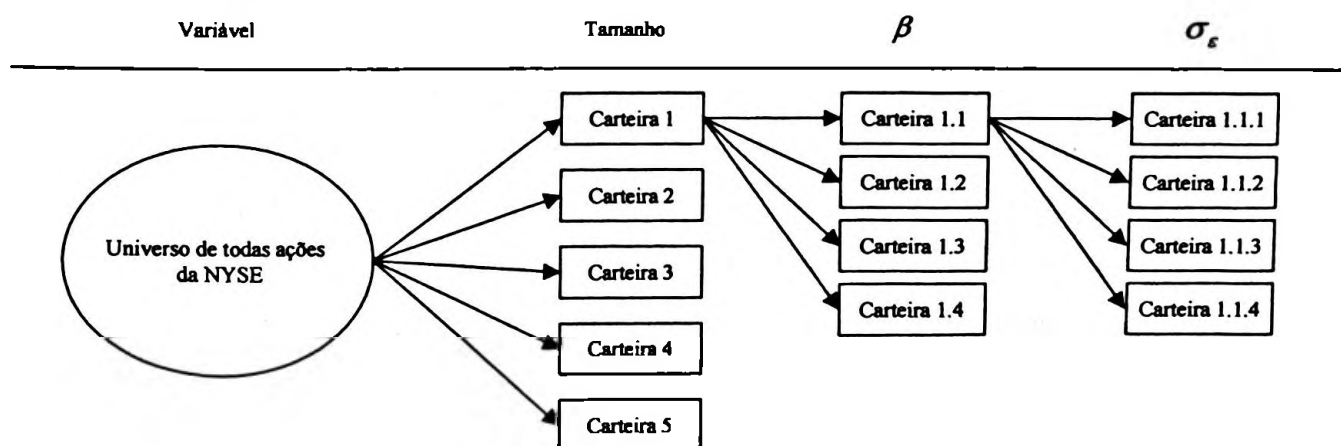 Variável
Tamanho
β
σ_ε
Universo de todas ações
da NYSE
Carteira 1
Carteira 2
Carteira 3
Carteira 4
Carteira 5
Carteira 1.1
Carteira 1.2
Carteira 1.3
Carteira 1.4
Carteira 1.1.1
Carteira 1.1.2
Carteira 1.1.3
Carteira 1.1.4